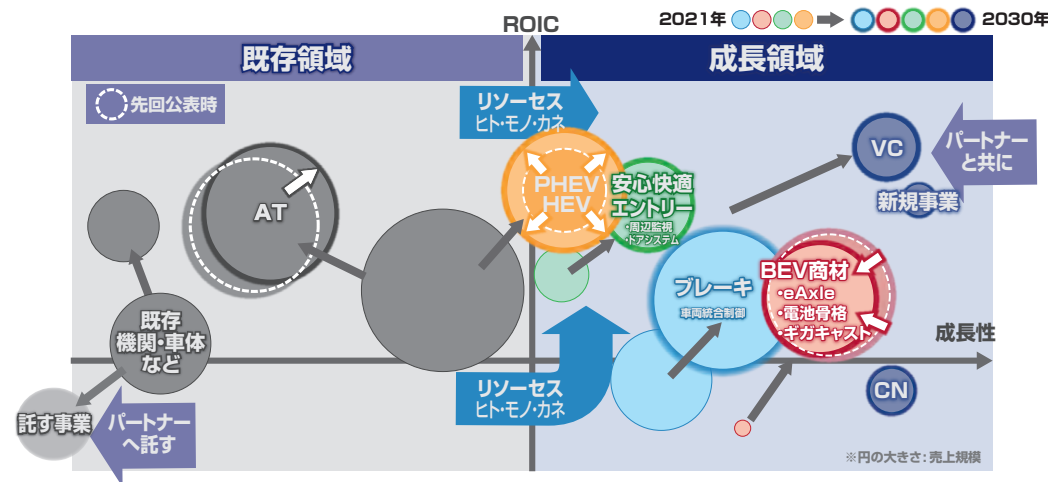 2021年
2030年
ROIC
既存領域
成長領域
先回公表時
リソーセス
ヒト・モノ・カネ
AT
PHEV
HEV
安心快適
エントリー
・周辺監視
・ドアシステム
VC
新規事業
パートナー
と共に
既存
機関・車体
など
ブレーキ
車両統合制御
BEV商材
・eAxle
・電池骨格
・ギガキャスト
成長性
リソーセス
ヒト・モノ・カネ
CN
託す事業
パートナー
へ託す
※円の大きさ：売上規模